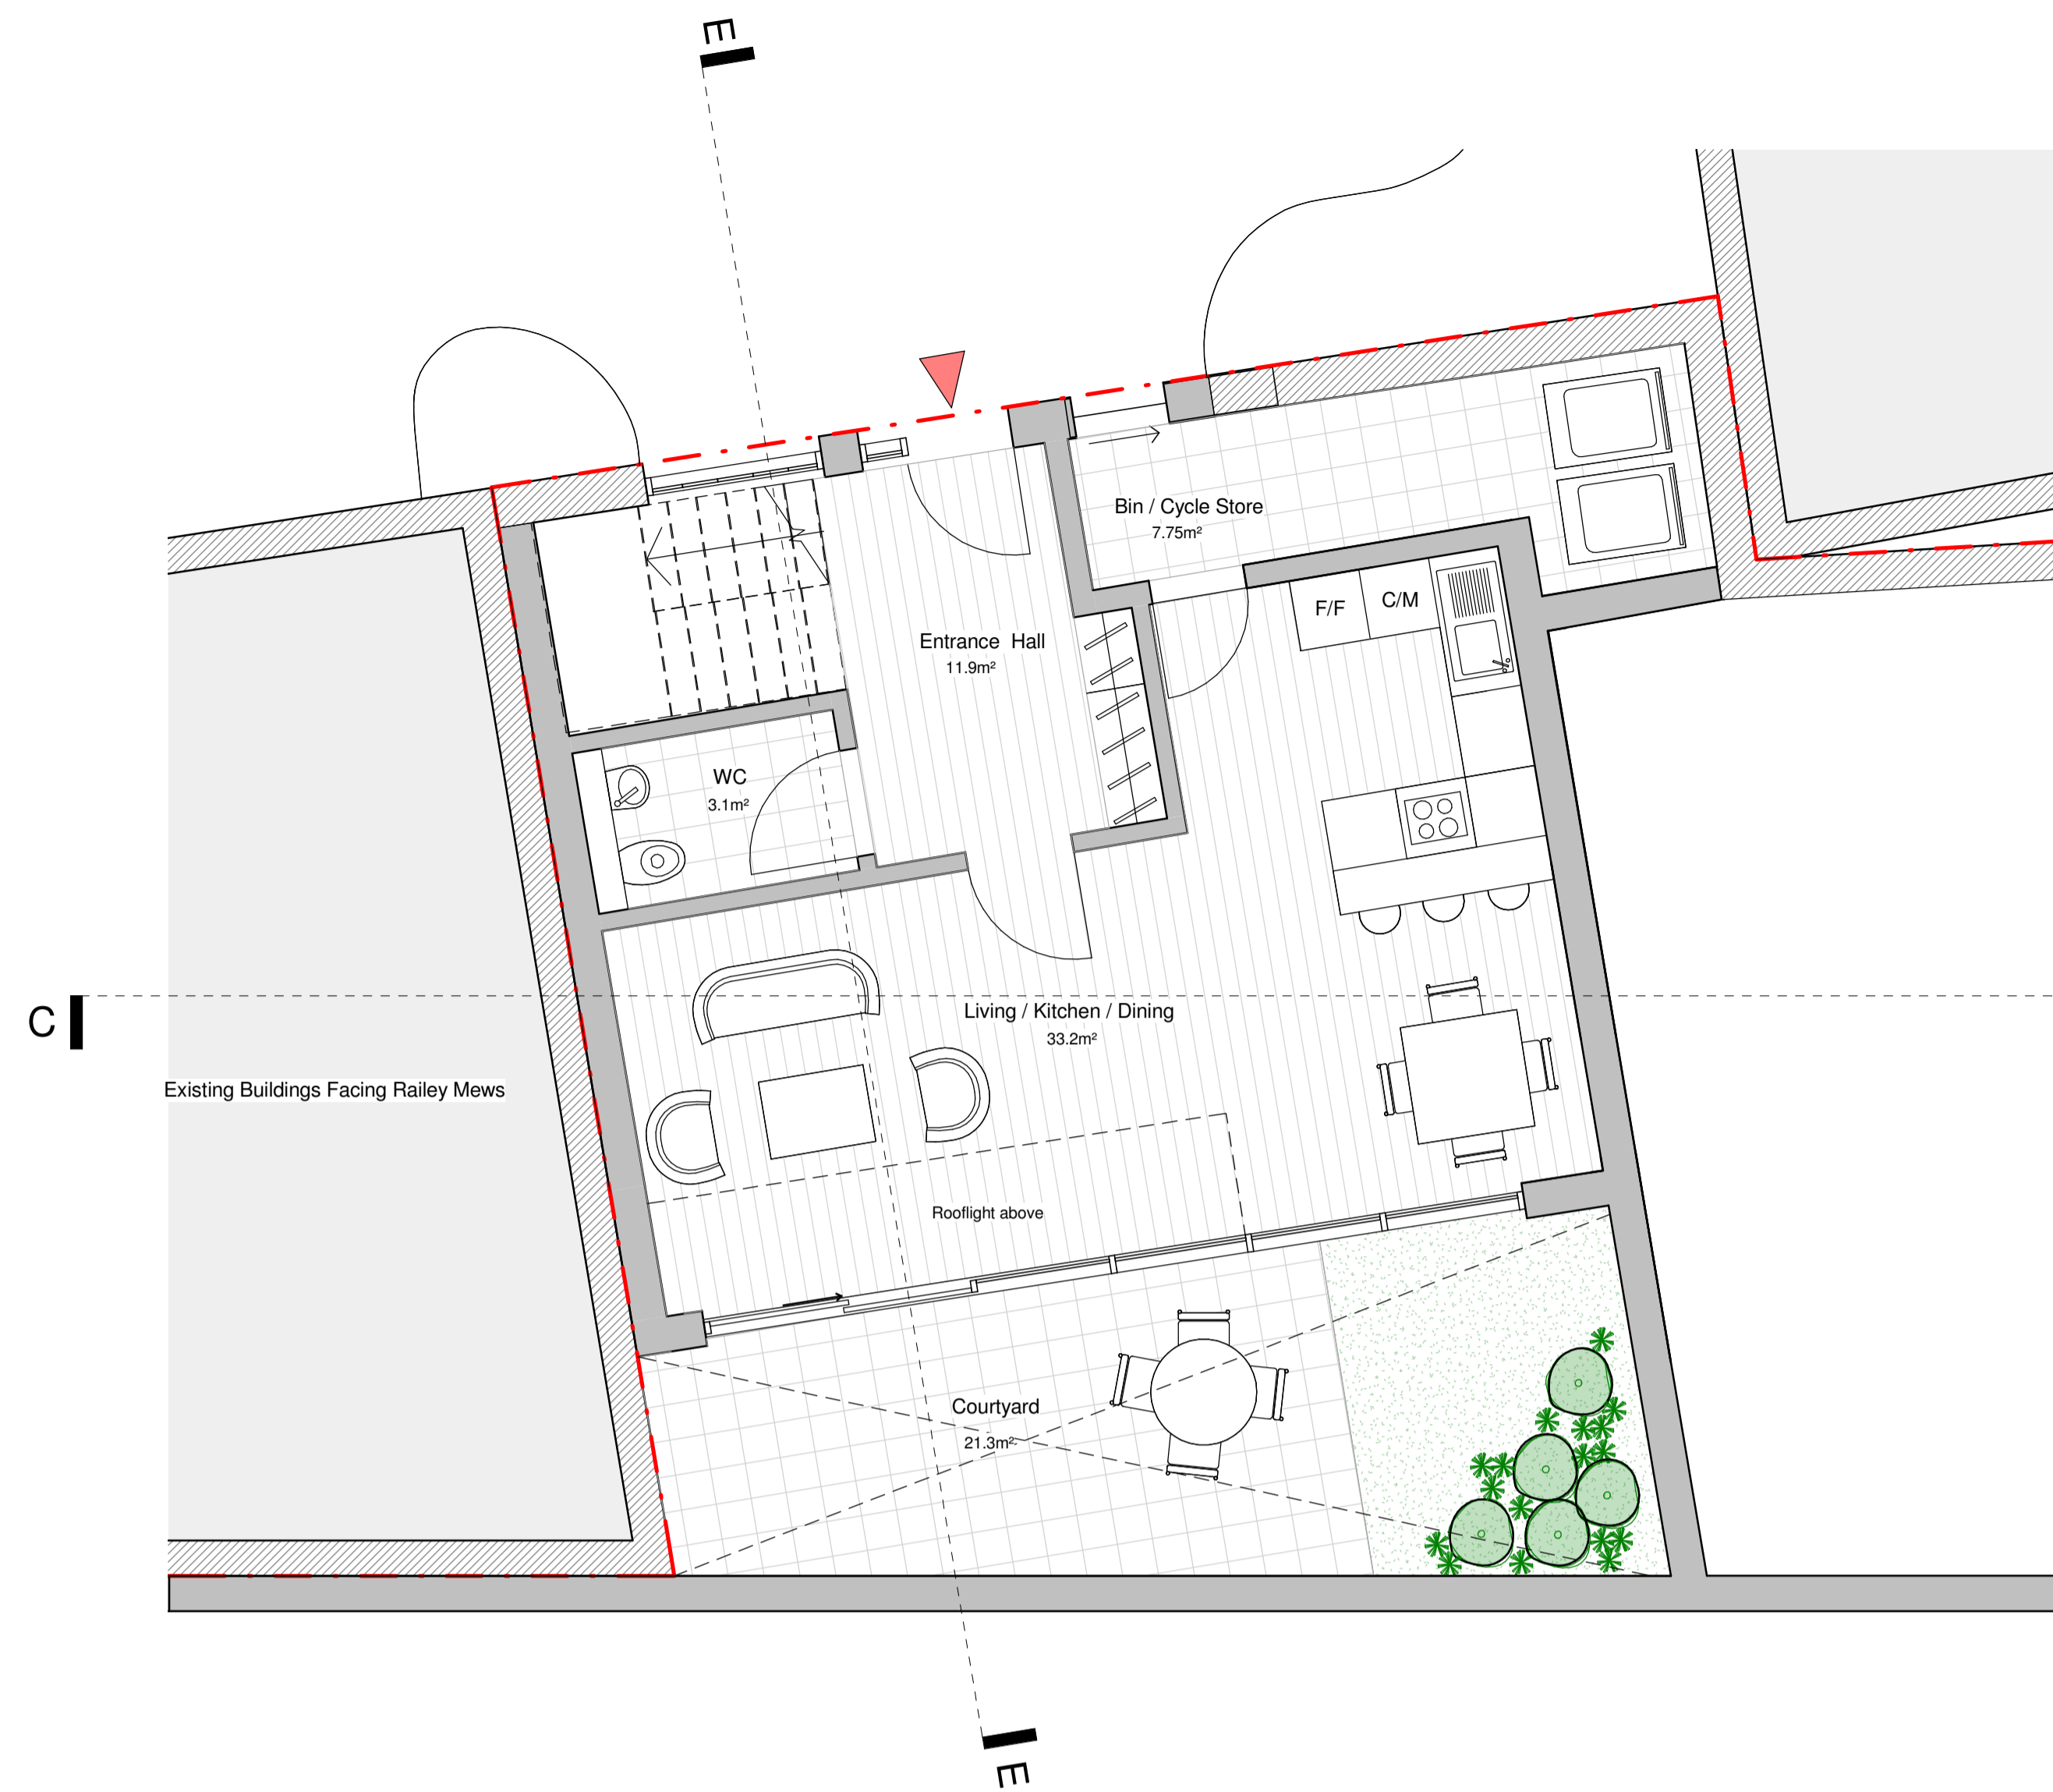 E
Bin / Cycle Store
7.75m²
F/F
C/M
Entrance Hall
11.9m²
WC
3.1m²
C
Living / Kitchen / Dining
33.2m²
Existing Buildings Facing Railey Mews
Rooflight above
Courtyard
21.3m²
E